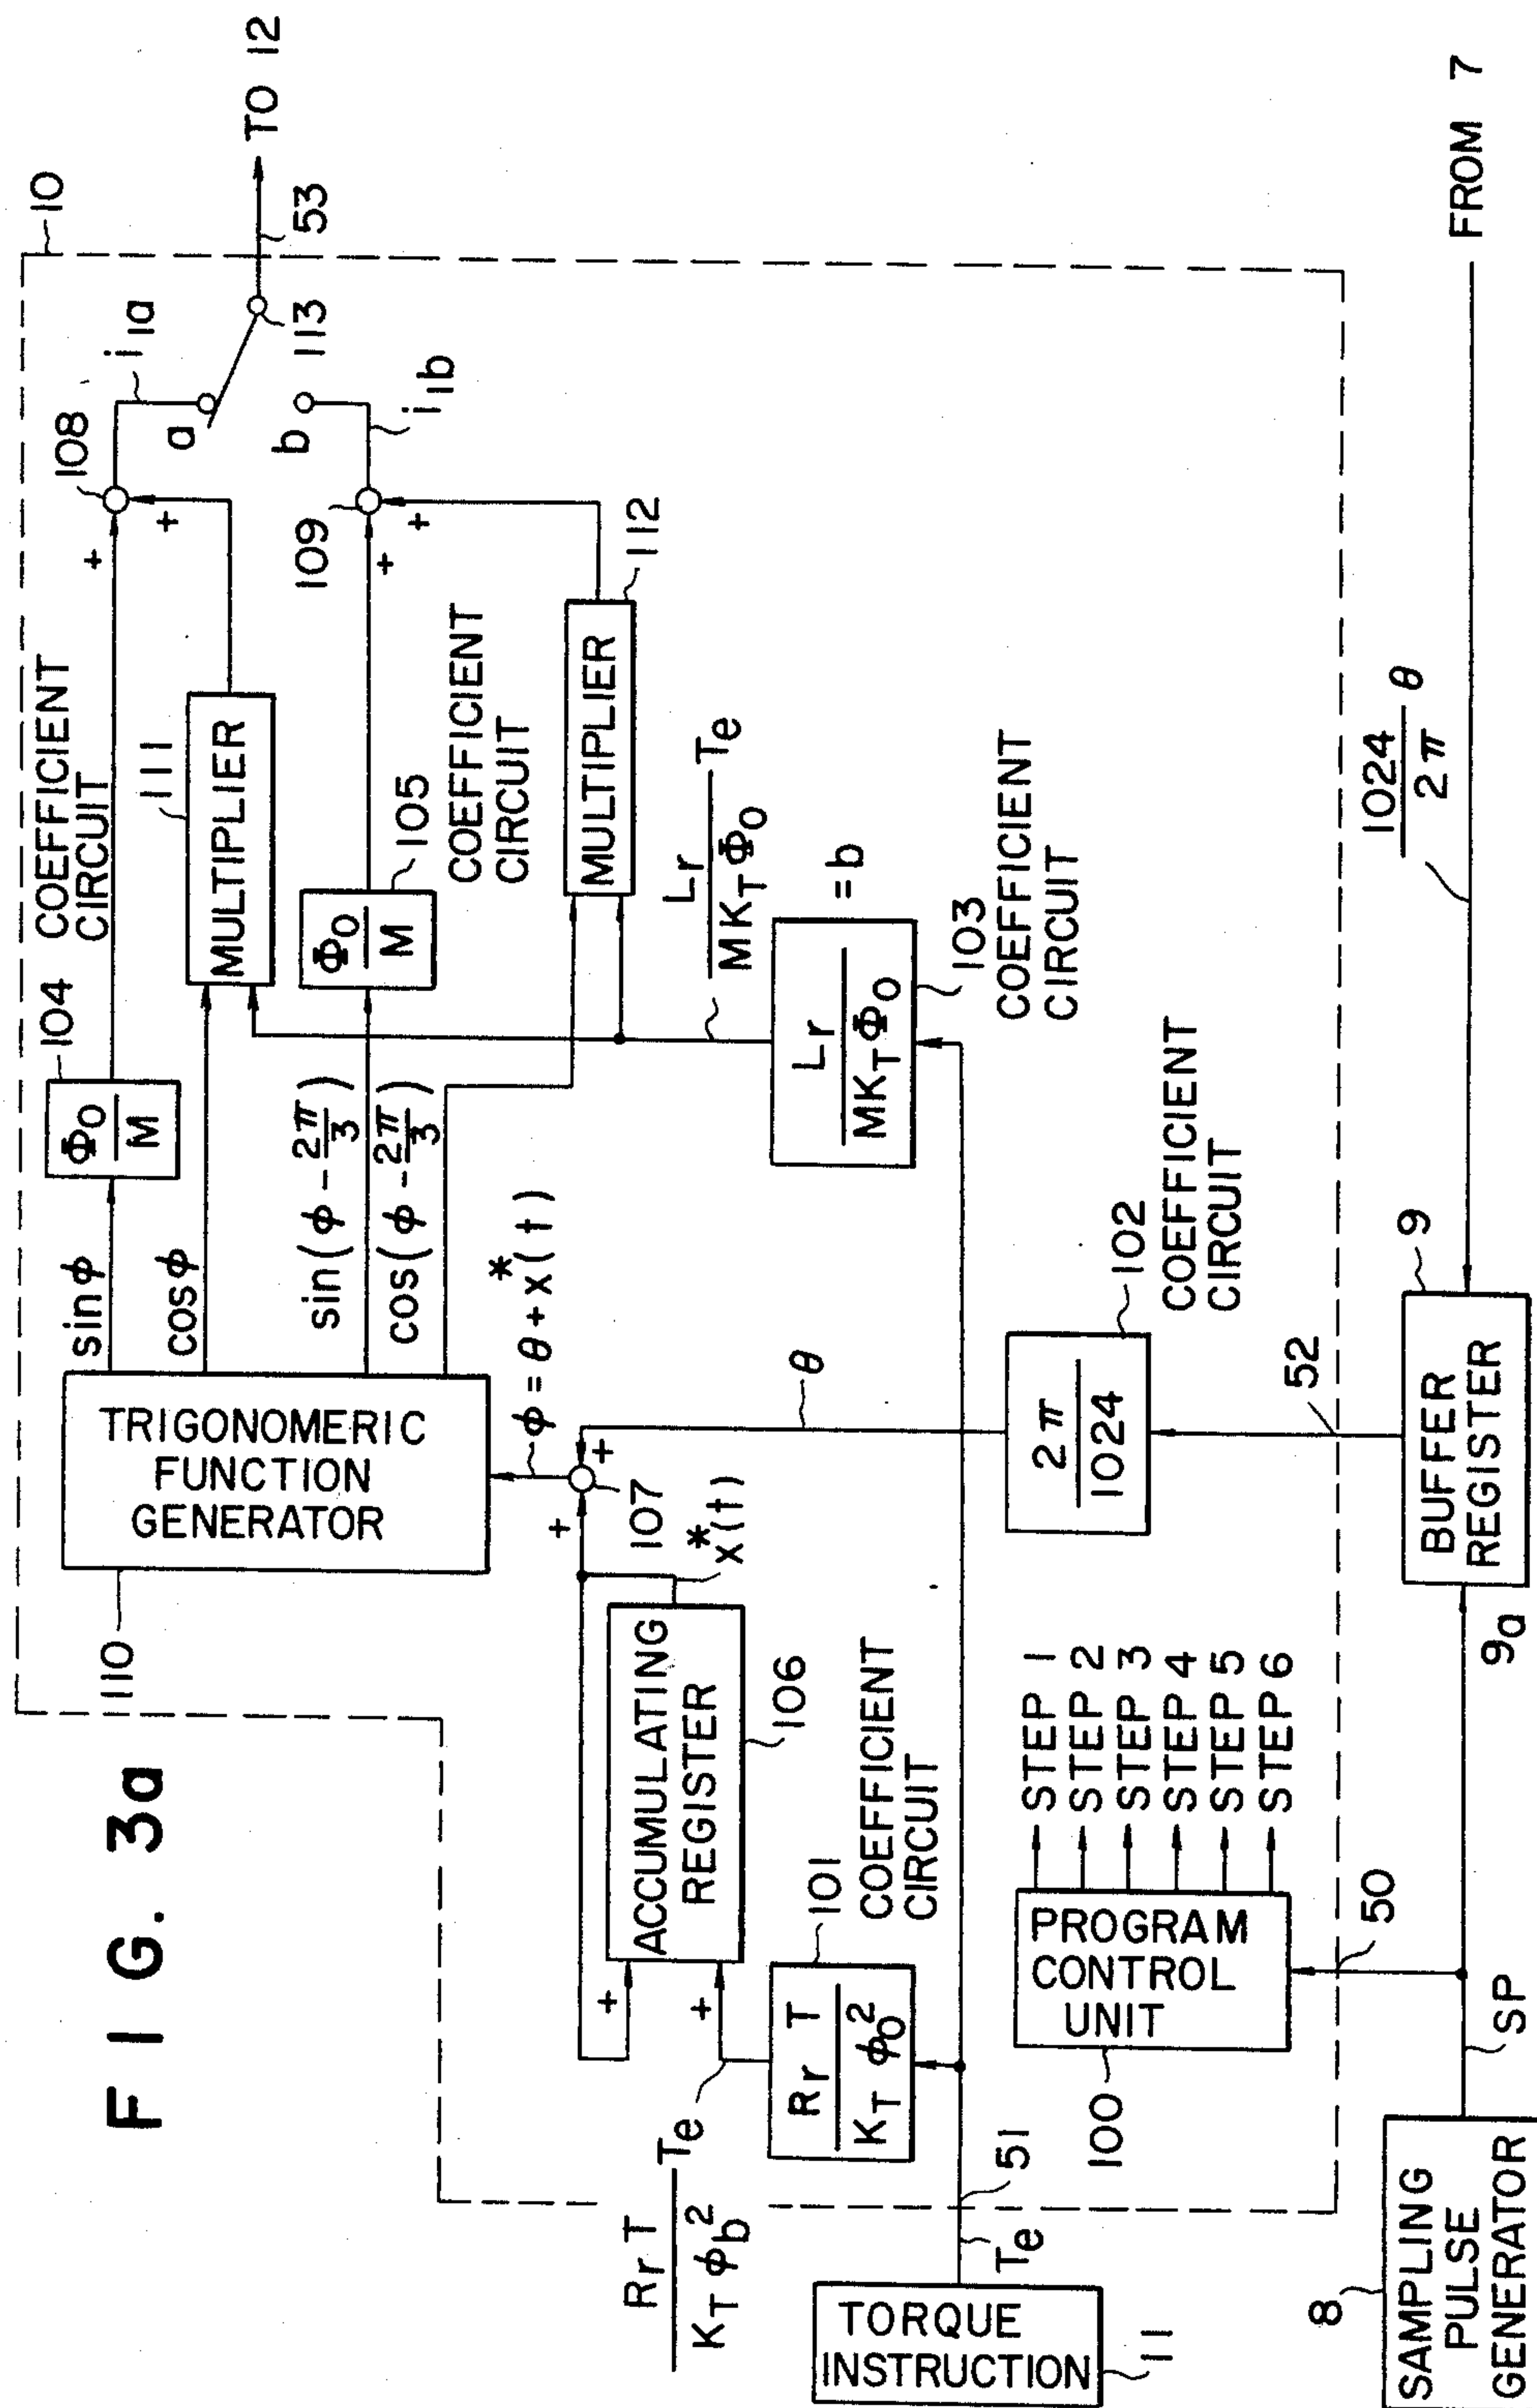 FIG. 3a
10
TO 12
53
113
i1a
a
b
i1b
108
109
104
Φ0
M
COEFFICIENT
CIRCUIT
111
MULTIPLIER
105
Φ0
M
COEFFICIENT
CIRCUIT
112
MULTIPLIER
sinφ
cosφ
sin(φ - 2π/3)
cos(φ - 2π/3)
110
TRIGONOMERIC
FUNCTION
GENERATOR
φ = θ + x*(t)
107
x*(t)
θ
+
+
+
+
+
+
+
+
ACCUMULATING
REGISTER
106
101
COEFFICIENT
CIRCUIT
Rr T
KT φ0²
Rr T
KT φb² Te
Lr
MKT Φ0 Te
Lr
MKT Φ0
= b
103
COEFFICIENT
CIRCUIT
102
COEFFICIENT
CIRCUIT
2π
1024
52
TORQUE
INSTRUCTION
11
Te
51
100
PROGRAM
CONTROL
UNIT
STEP 1
STEP 2
STEP 3
STEP 4
STEP 5
STEP 6
50
8
SAMPLING
PULSE
GENERATOR
SP
9a
BUFFER
REGISTER
9
1024
2π θ
FROM 7